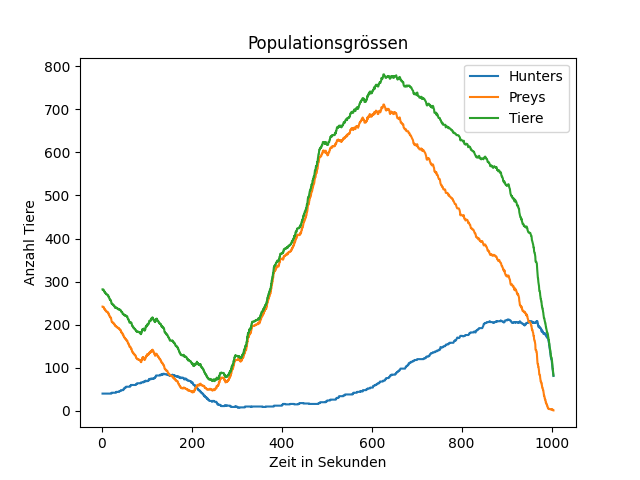 Populationsgrössen
Hunters
Preys
Tiere
Anzahl Tiere
800
700
600
500
400
300
200
100
0
0 200 400 600 800 1000
Zeit in Sekunden